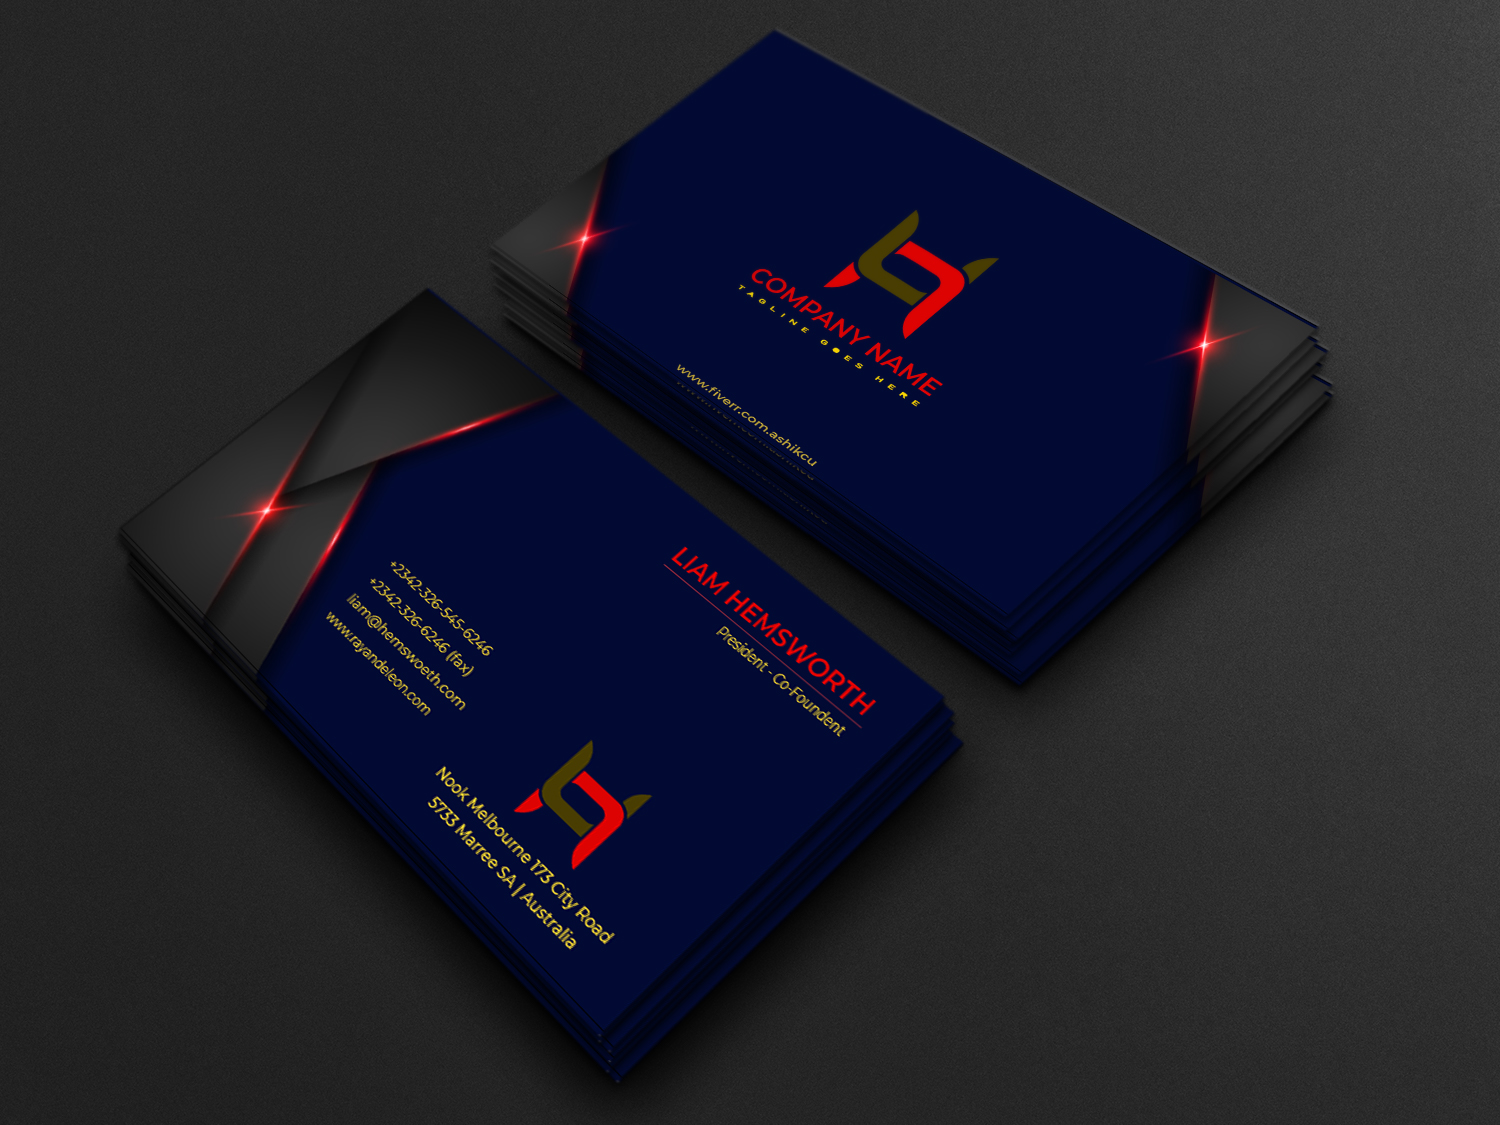 COMPANY NAME
TAGLINE GOES HERE
www.fiverr.com.ashikcu
LIAM HEMSWORTH
President - Co-Foundent
+2342-326-545-6246
+2342-326-6246 (fax)
liam@hemswoeth.com
www.rayandeleon.com
Nook Melbourne 173 City Road
5733 Marree SA | Australia